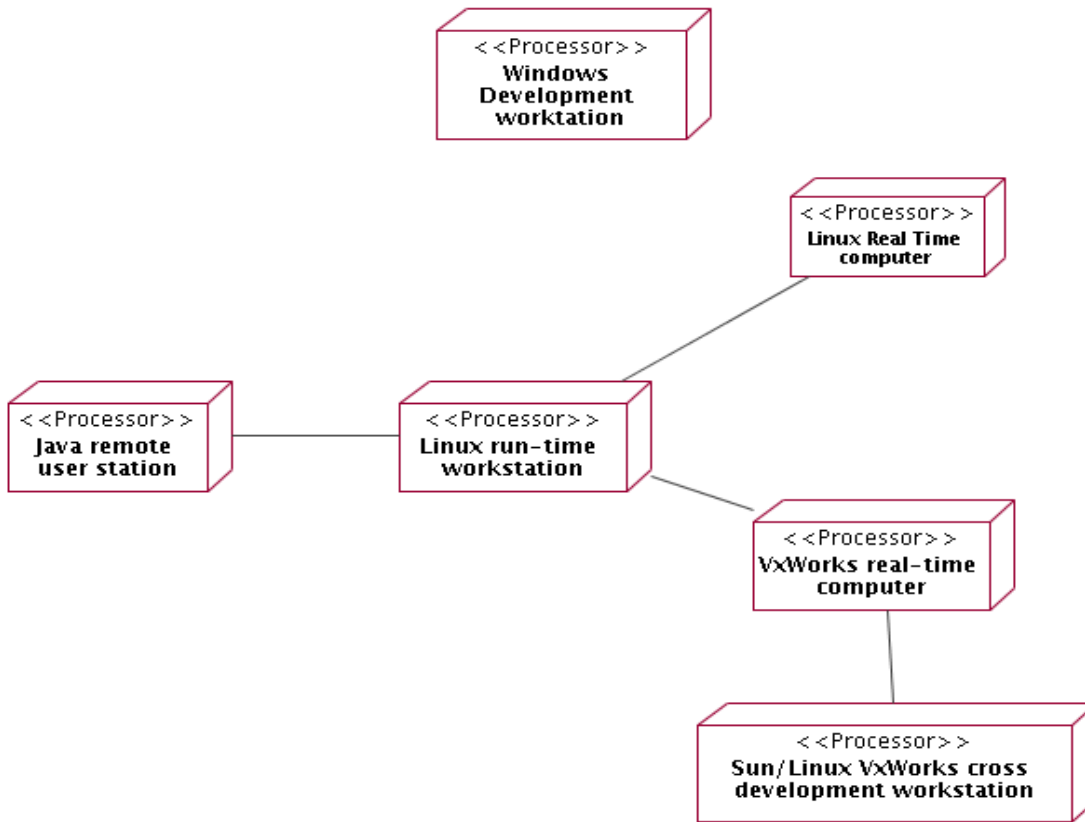 < <Processor> >
Windows
Development
worktation
< <Processor> >
Linux Real Time
computer
< <Processor> >
Java remote
user station
< <Processor> >
Linux run-time
workstation
< <Processor> >
VxWorks real-time
computer
< <Processor> >
Sun/Linux VxWorks cross
development workstation